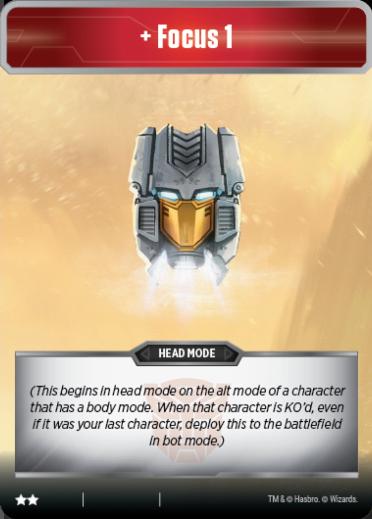 + Focus 1
HEAD MODE
(This begins in head mode on the alt mode of a character
that has a body mode. When that character is KO'd, even
if it was your last character, deploy this to the battlefield
in bot mode.)
TM & © Hasbro. © Wizards.